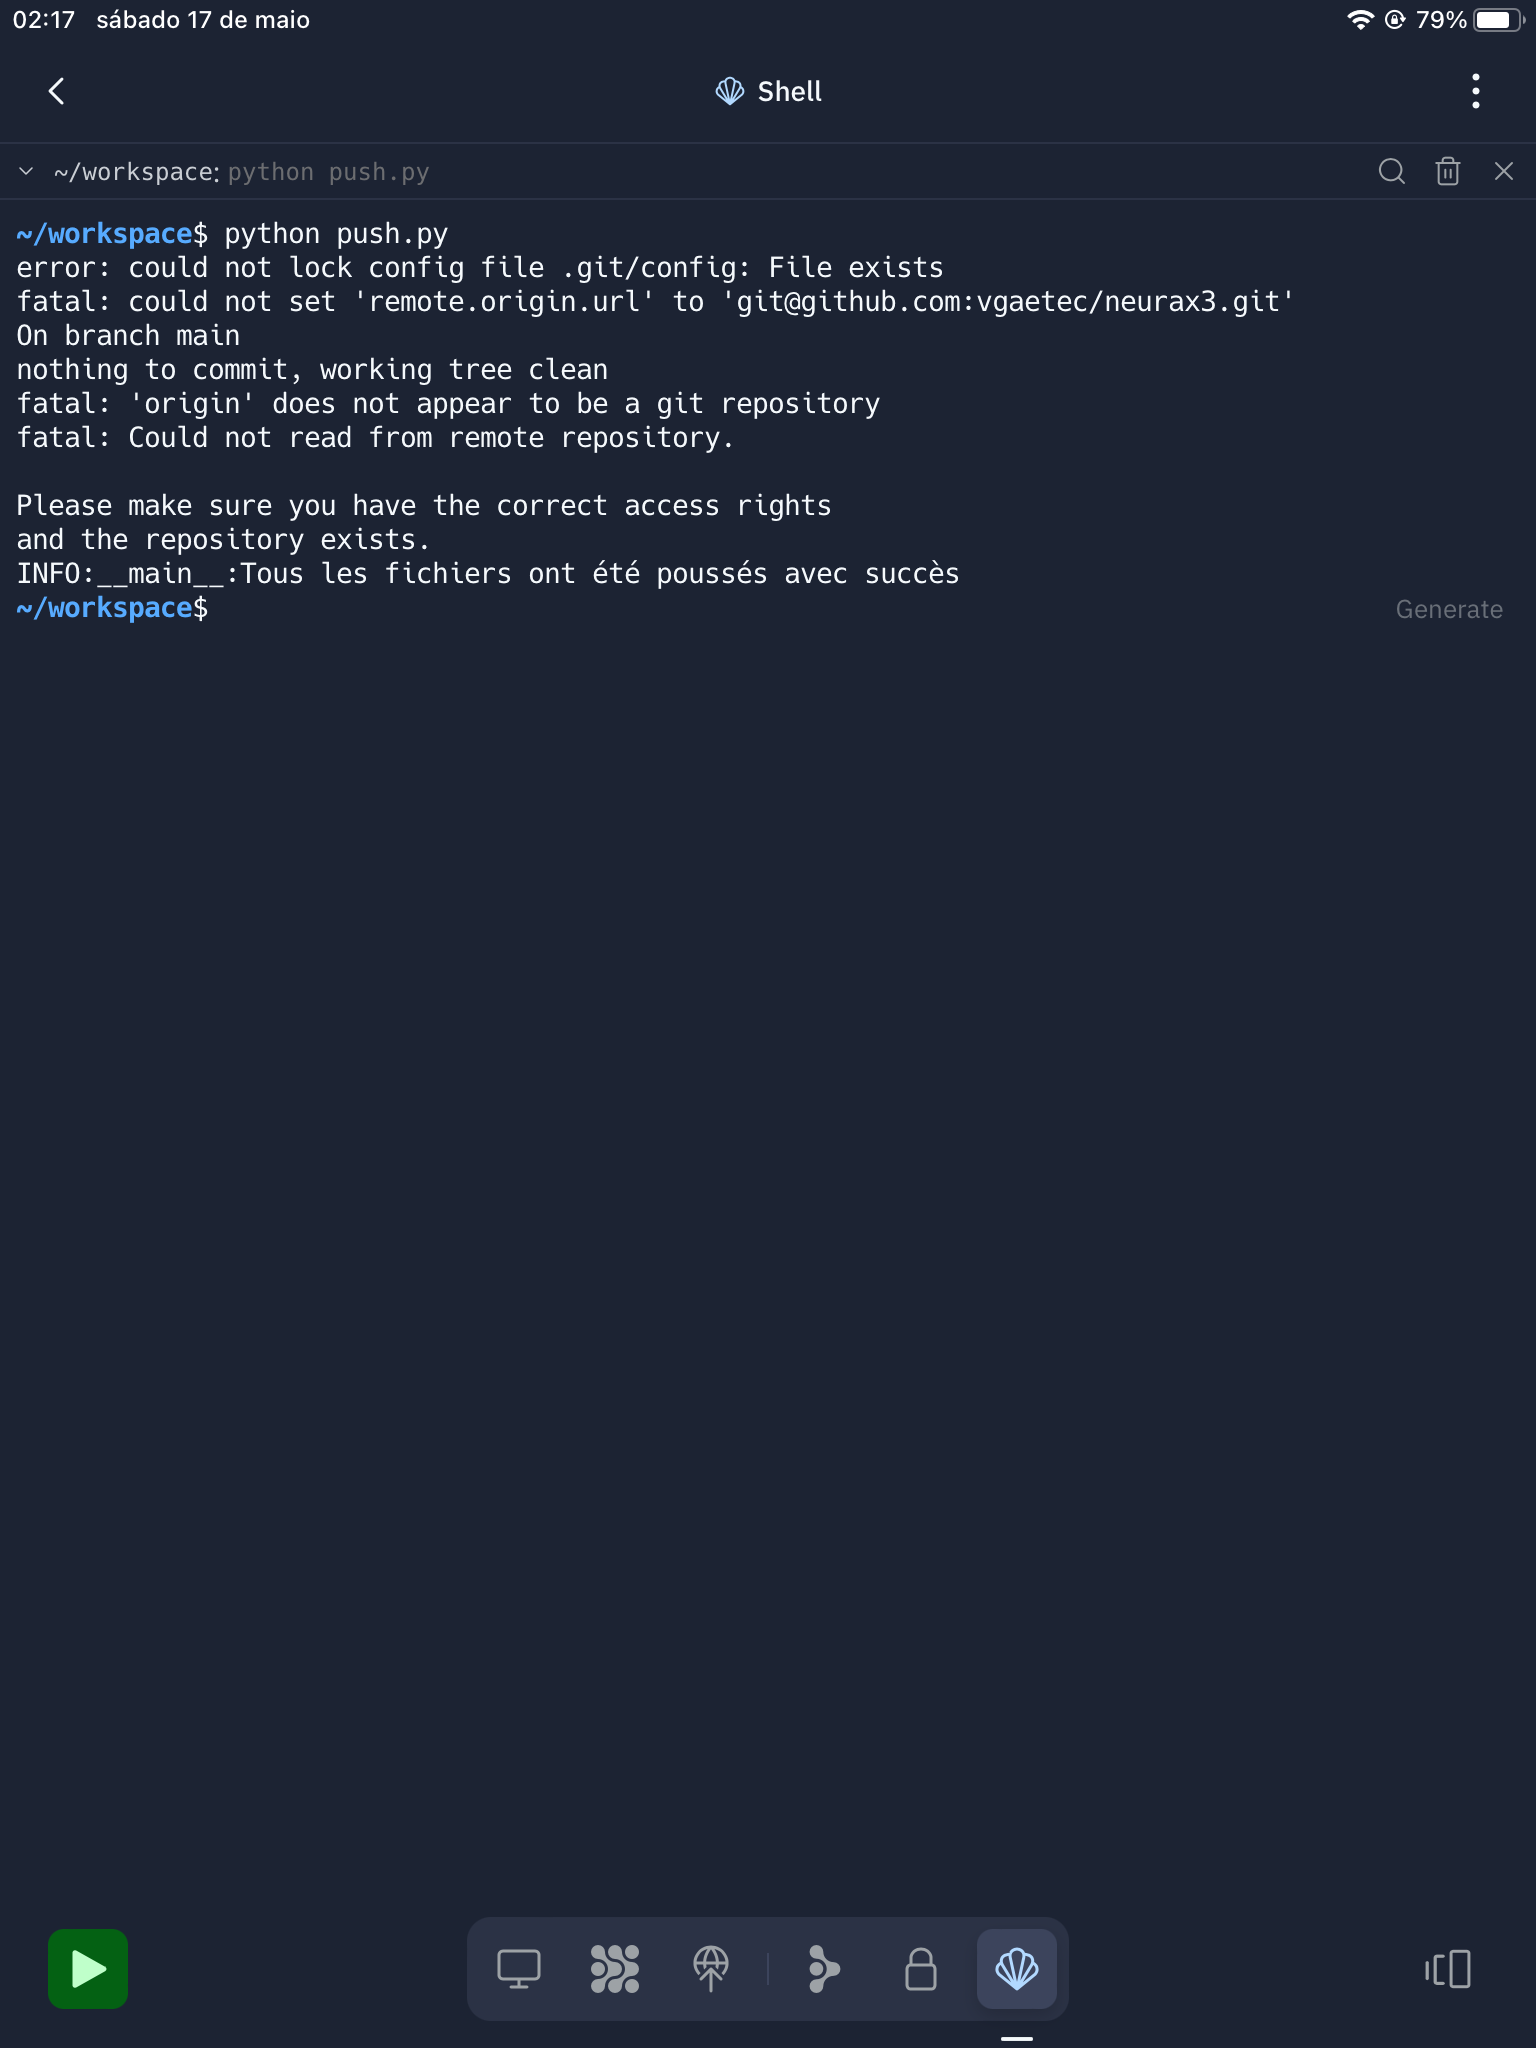 02:17 sábado 17 de maio 79%
Shell
~/workspace: python push.py
~/workspace$ python push.py
error: could not lock config file .git/config: File exists
fatal: could not set 'remote.origin.url' to 'git@github.com:vgaetec/neurax3.git'
On branch main
nothing to commit, working tree clean
fatal: 'origin' does not appear to be a git repository
fatal: Could not read from remote repository.
Please make sure you have the correct access rights
and the repository exists.
INFO:__main__:Tous les fichiers ont été poussés avec succès
~/workspace$ Generate